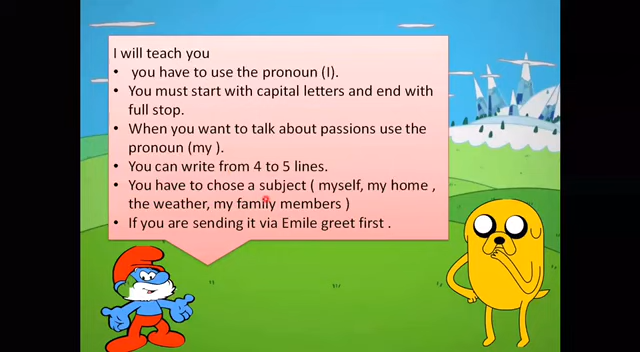 I will teach you
• you have to use the pronoun (I).
• You must start with capital letters and end with
full stop.
• When you want to talk about passions use the
pronoun (my ).
• You can write from 4 to 5 lines.
• You have to chose a subject ( myself, my home ,
the weather, my family members )
• If you are sending it via Emile greet first .